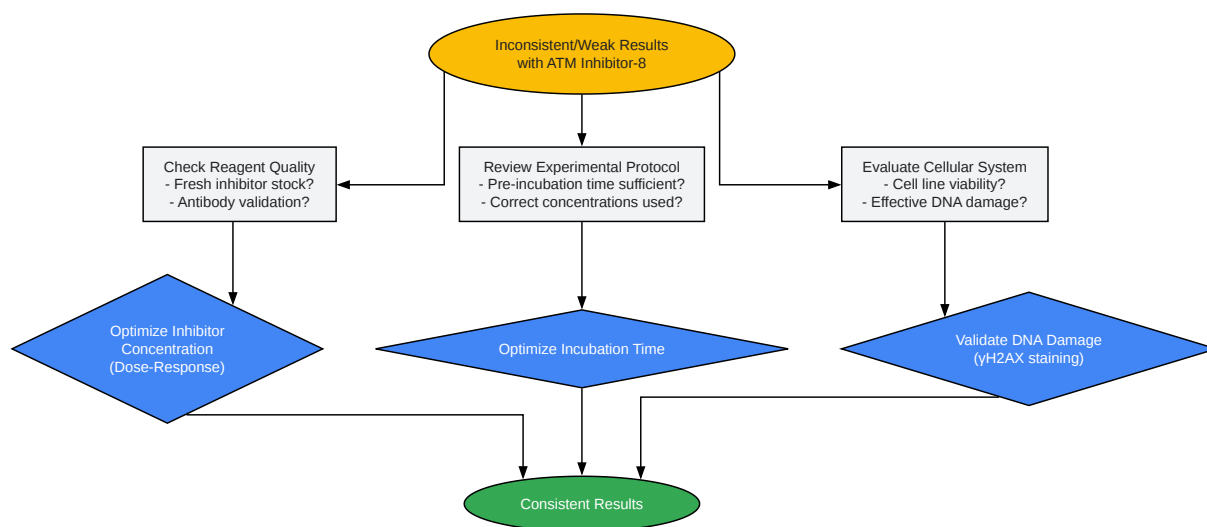 Inconsistent/Weak Results
with ATM Inhibitor-8
Check Reagent Quality
- Fresh inhibitor stock?
- Antibody validation?
Review Experimental Protocol
- Pre-incubation time sufficient?
- Correct concentrations used?
Evaluate Cellular System
- Cell line viability?
- Effective DNA damage?
Optimize Inhibitor
Concentration
(Dose-Response)
Optimize Incubation Time
Validate DNA Damage
(γH2AX staining)
Consistent Results